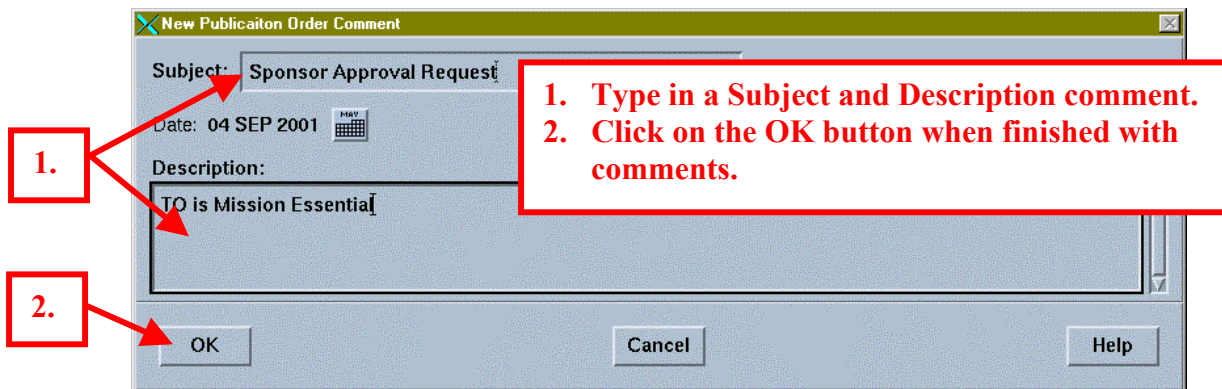 New Publicaiton Order Comment
Subject: Sponsor Approval Request
1. Type in a Subject and Description comment.
2. Click on the OK button when finished with
comments.
MAY
Date: 04 SEP 2001
1.
Description:
TO is Mission Essential
2.
OK Cancel Help